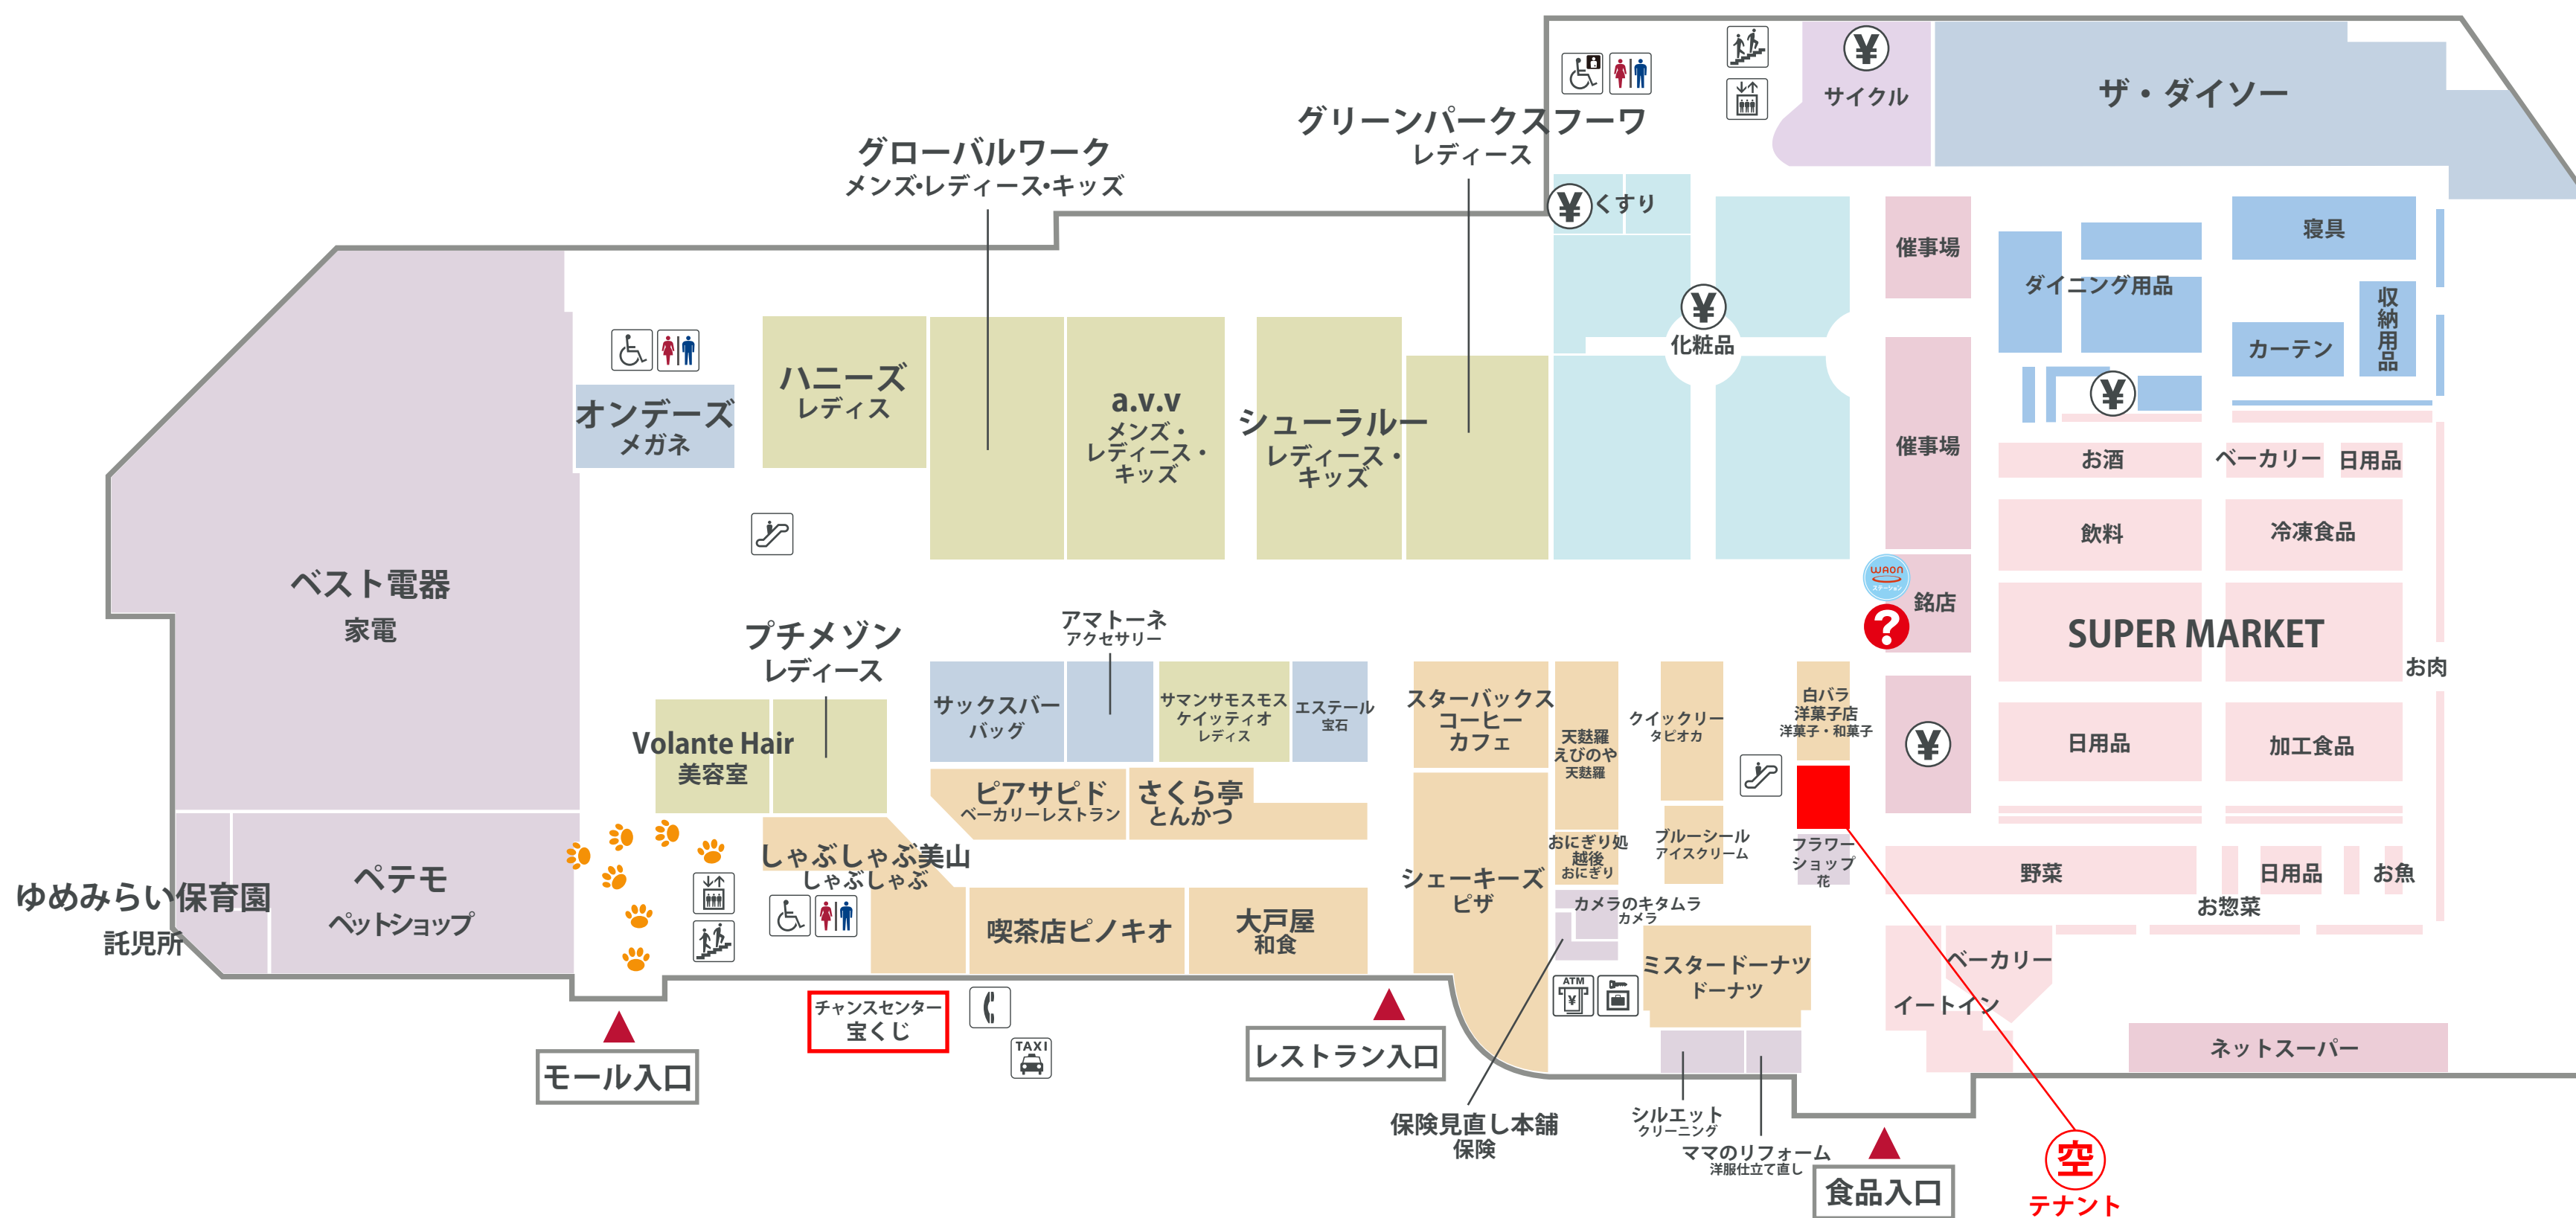 サイクル
ザ・ダイソー
グリーンパークスフーワ
レディース
グローバルワーク
メンズ・レディース・キッズ
くすり
催事場
寝具
ダイニング用品
収納用品
カーテン
化粧品
ハニーズ
レディス
オンデーズ
メガネ
a.v.v
メンズ・
レディース・
キッズ
シューラルー
レディース・
キッズ
催事場
お酒
ベーカリー
日用品
飲料
冷凍食品
ベスト電器
家電
WAON
ステーション
銘店
SUPER MARKET
お肉
プチメゾン
レディース
アマトーネ
アクセサリー
サックスバー
バッグ
サマンサモスモス
ケイッティオ
レディス
エステール
宝石
スターバックス
コーヒー
カフェ
天麩羅
えびのや
天麩羅
クイックリー
タピオカ
白バラ
洋菓子店
洋菓子・和菓子
日用品
加工食品
Volante Hair
美容室
ピアサピド
ベーカリーレストラン
さくら亭
とんかつ
しゃぶしゃぶ美山
しゃぶしゃぶ
おにぎり処
越後
おにぎり
ブルーシール
アイスクリーム
フラワー
ショップ
花
野菜
日用品
お魚
お惣菜
ゆめみらい保育園
託児所
ペテモ
ペットショップ
喫茶店ピノキオ
大戸屋
和食
シェーキーズ
ピザ
カメラのキタムラ
カメラ
ミスタードーナツ
ドーナツ
ベーカリー
イートイン
ATM
ネットスーパー
チャンスセンター
宝くじ
TAXI
モール入口
レストラン入口
保険見直し本舗
保険
シルエット
クリーニング
ママのリフォーム
洋服仕立て直し
食品入口
空
テナント